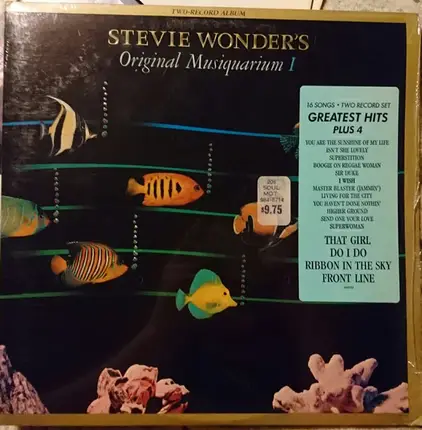 TWO-RECORD ALBUM
STEVIE WONDER'S
Original Musiquarium I
16 SONGS • TWO RECORD SET
GREATEST HITS
PLUS 4
YOU ARE THE SUNSHINE OF MY LIFE
ISN'T SHE LOVELY
SUPERSTITION
BOOGIE ON REGGAE WOMAN
SIR DUKE
I WISH
MASTER BLASTER (JAMMIN')
LIVING FOR THE CITY
YOU HAVEN'T DONE NOTHIN'
HIGHER GROUND
SEND ONE YOUR LOVE
SUPERWOMAN
THAT GIRL
DO I DO
RIBBON IN THE SKY
FRONT LINE
SOUL
$9.75